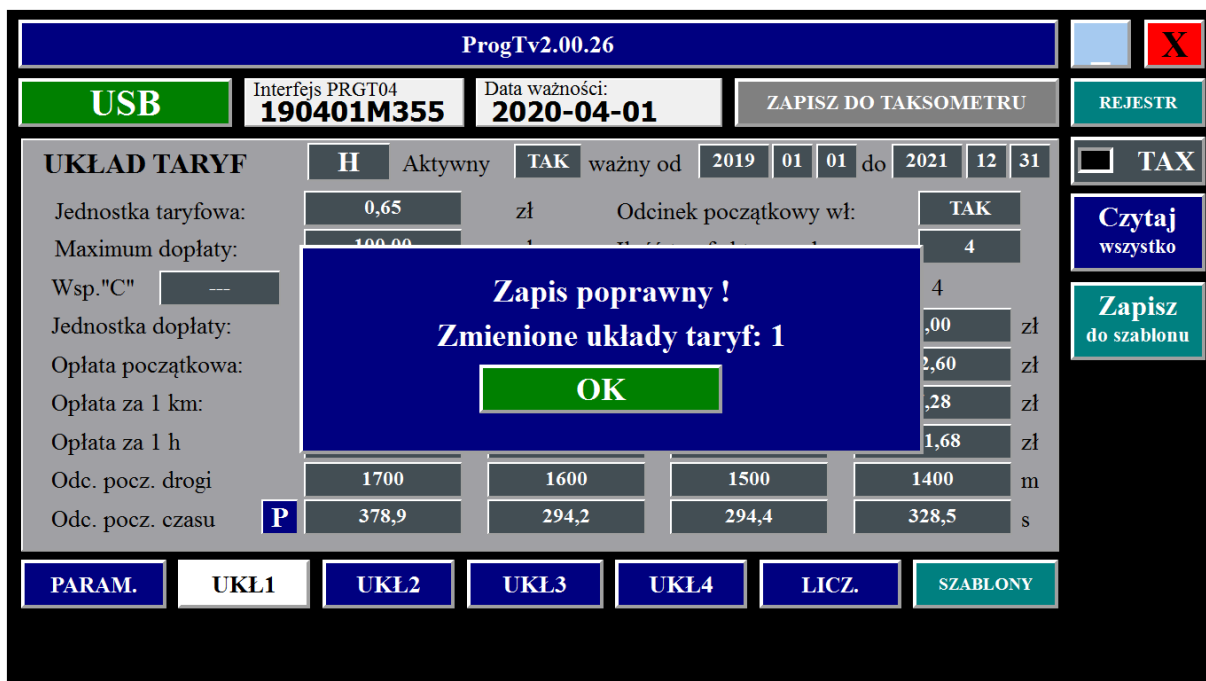 ProgTv2.00.26
_ X
USB Interfejs PRGT04 190401M355 Data ważności: 2020-04-01 ZAPISZ DO TAKSOMETRU REJESTR
UKŁAD TARYF H Aktywny TAK ważny od 2019 01 01 do 2021 12 31 TAX
Jednostka taryfowa: 0,65 zł Odcinek początkowy wł: TAK
Czytaj
wszystko
Maximum dopłaty: 4
Wsp."C" --- 4
Zapis poprawny !
Zmienione układy taryf: 1
OK
Zapisz
do szablonu
Jednostka dopłaty: ,00 zł
Opłata początkowa: 2,60 zł
Opłata za 1 km: ,28 zł
Opłata za 1 h 1,68 zł
Odc. pocz. drogi 1700 1600 1500 1400 m
Odc. pocz. czasu P 378,9 294,2 294,4 328,5 s
PARAM. UKŁ1 UKŁ2 UKŁ3 UKŁ4 LICZ. SZABLONY